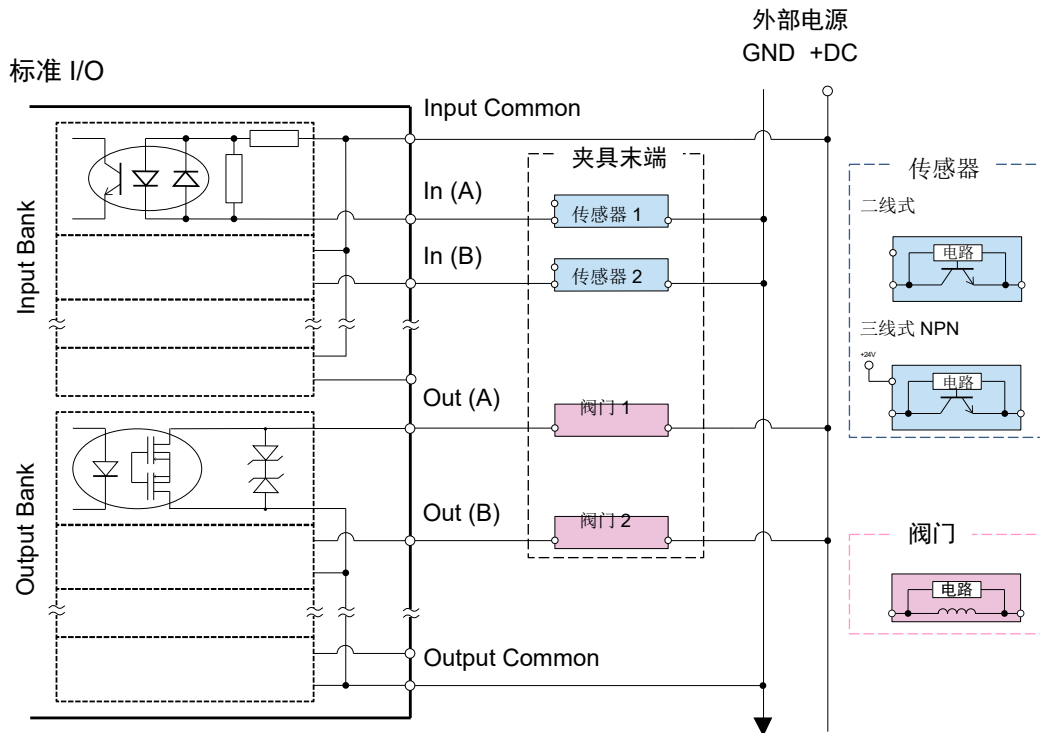 外部电源
GND +DC
标准 I/O
Input Common
夹具末端
传感器
二线式
In (A)
传感器 1
In (B)
传感器 2
电路
Input Bank
三线式 NPN
+24V
电路
Out (A)
阀门 1
Out (B)
阀门 2
阀门
Output Bank
电路
Output Common